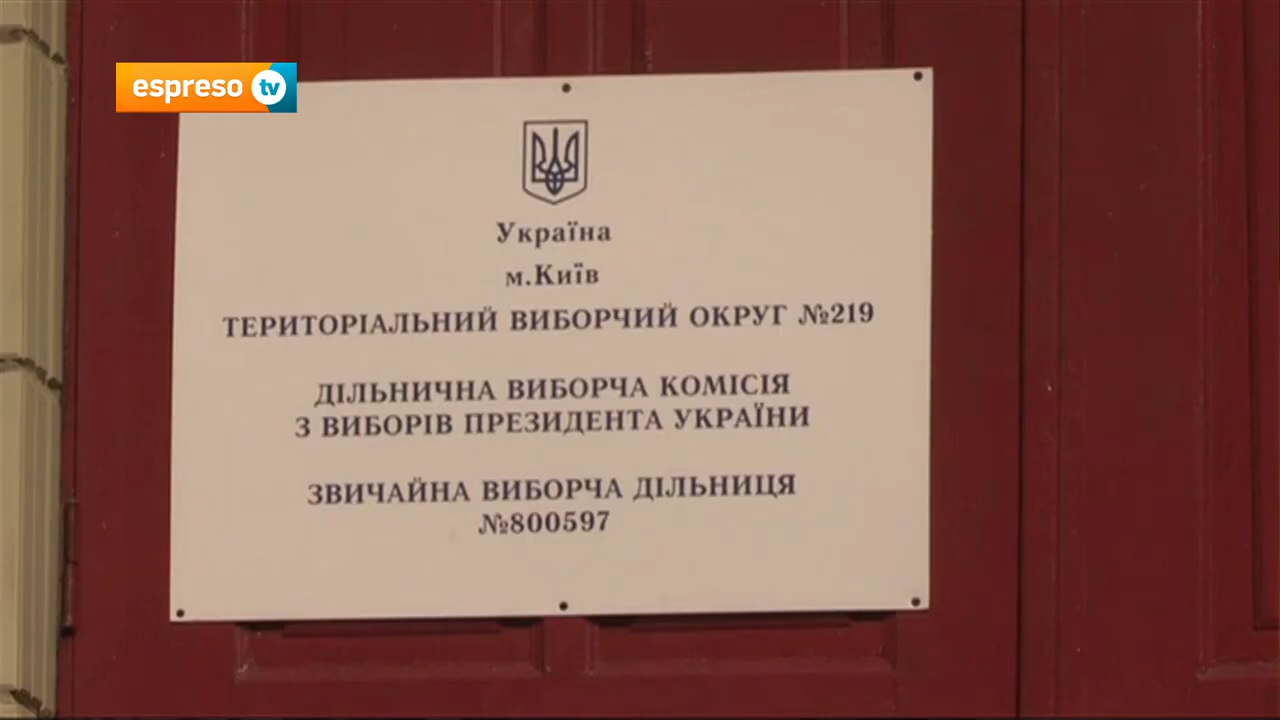 espreso tv
Україна
м.Київ
ТЕРИТОРІАЛЬНИЙ ВИБОРЧИЙ ОКРУГ №219
ДІЛЬНИЧНА ВИБОРЧА КОМІСІЯ
З ВИБОРІВ ПРЕЗИДЕНТА УКРАЇНИ
ЗВИЧАЙНА ВИБОРЧА ДІЛЬНИЦЯ
№800597